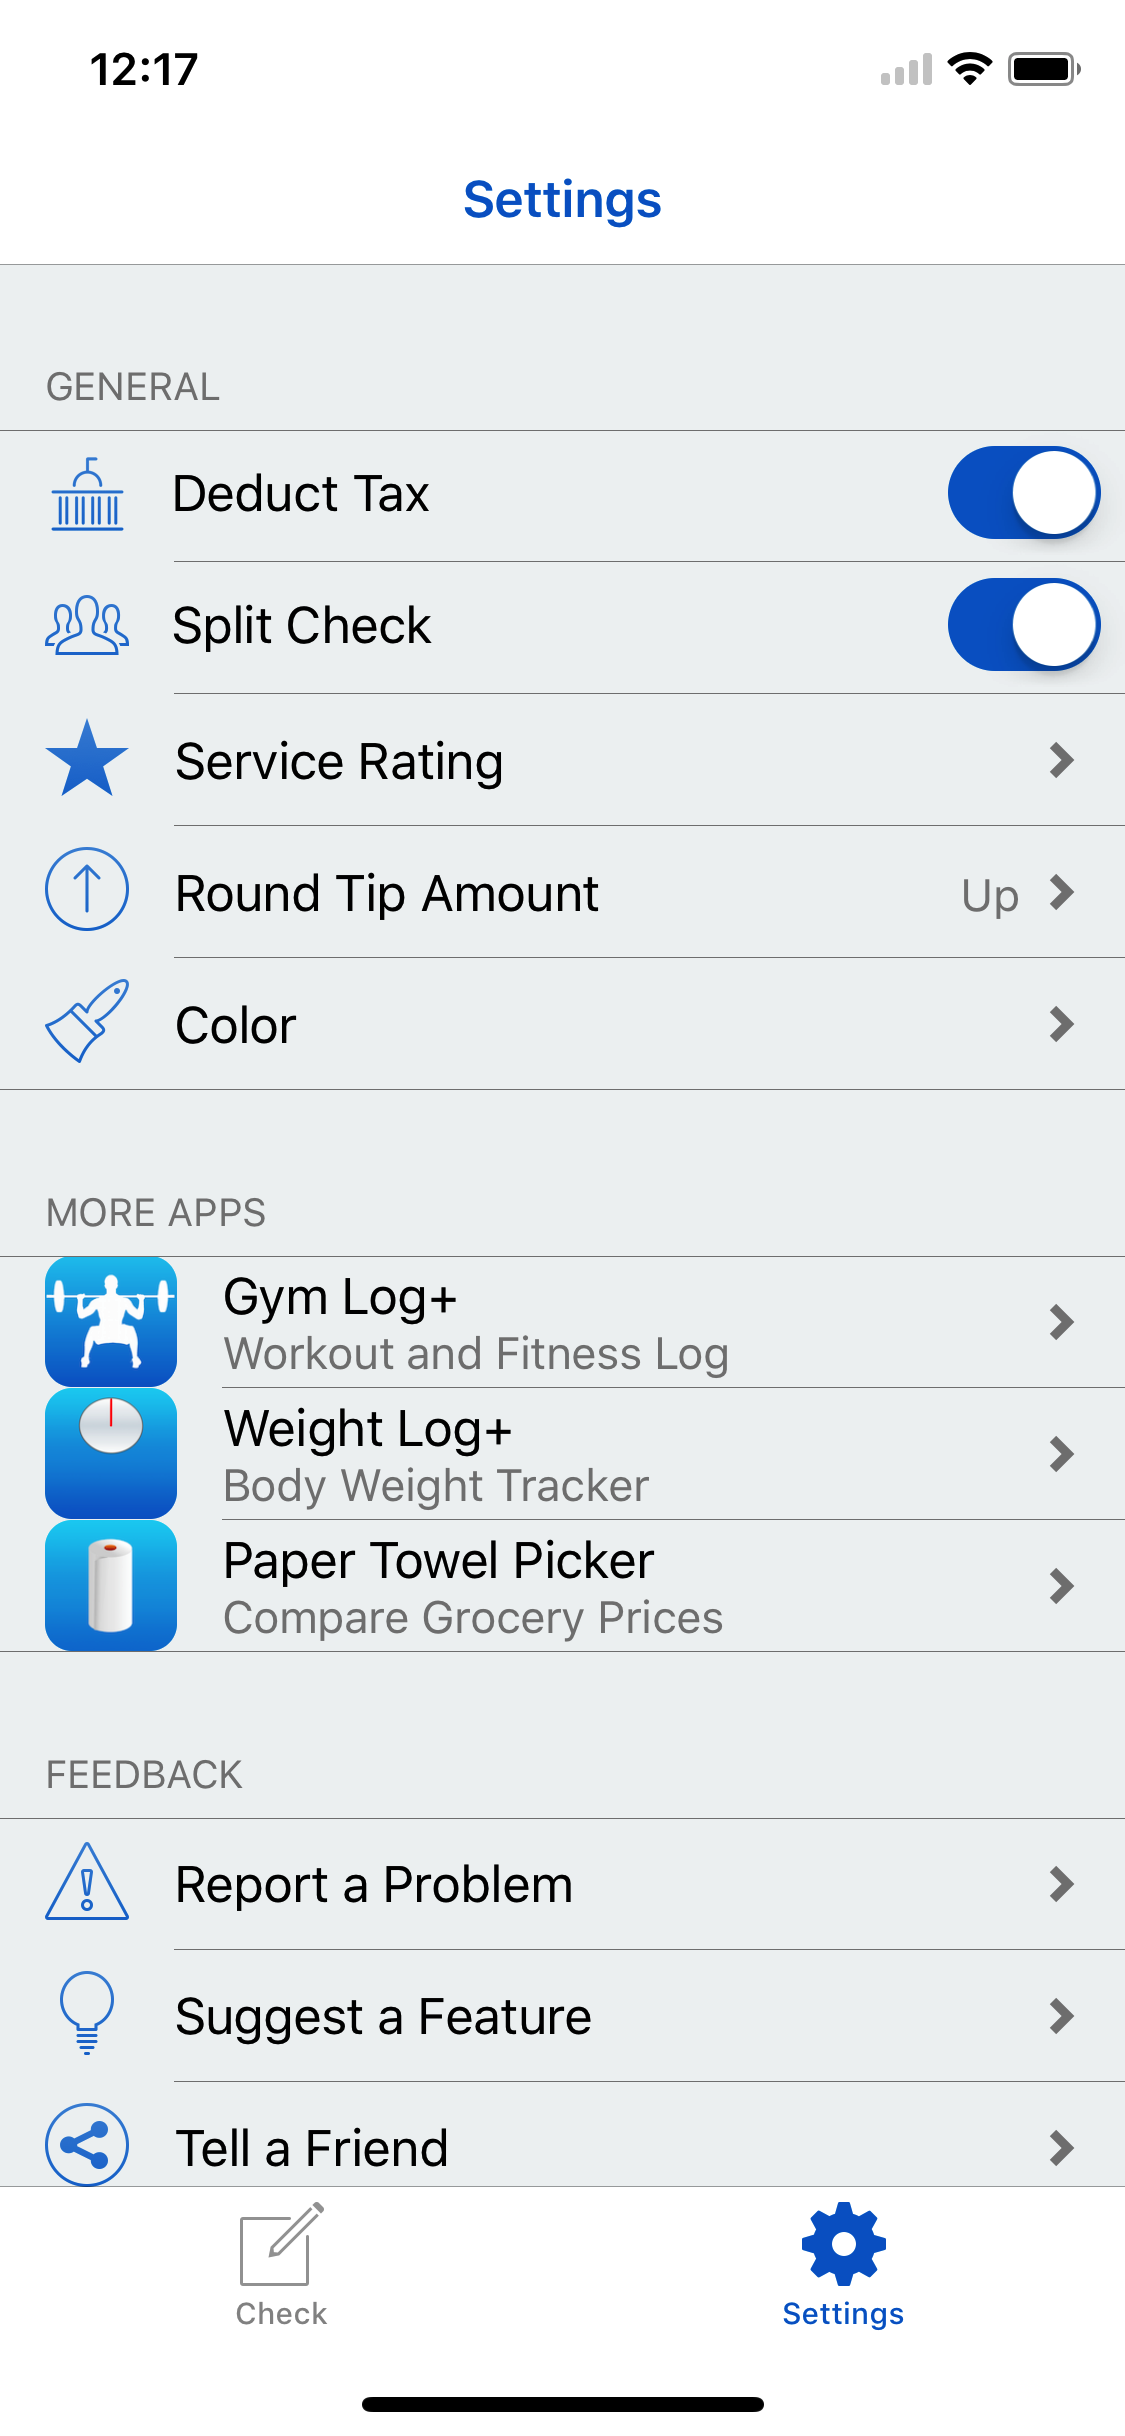 12:17
Settings
GENERAL
Deduct Tax
Split Check
Service Rating
Round Tip Amount Up
Color
MORE APPS
Gym Log+
Workout and Fitness Log
Weight Log+
Body Weight Tracker
Paper Towel Picker
Compare Grocery Prices
FEEDBACK
Report a Problem
Suggest a Feature
Tell a Friend
Check Settings